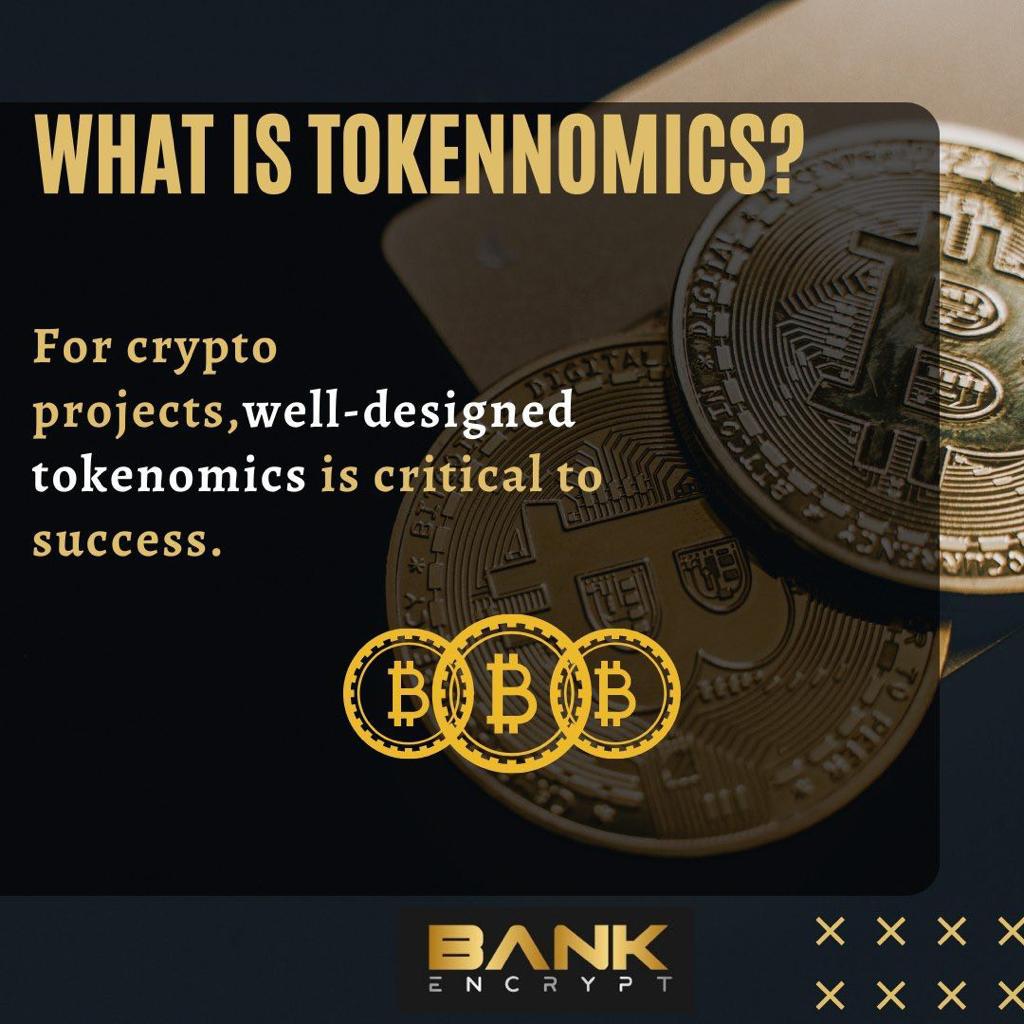 WHAT IS TOKENNOMICS?
For crypto
projects,well-designed
tokenomics is critical to
success.
BANK
ENCRYPT